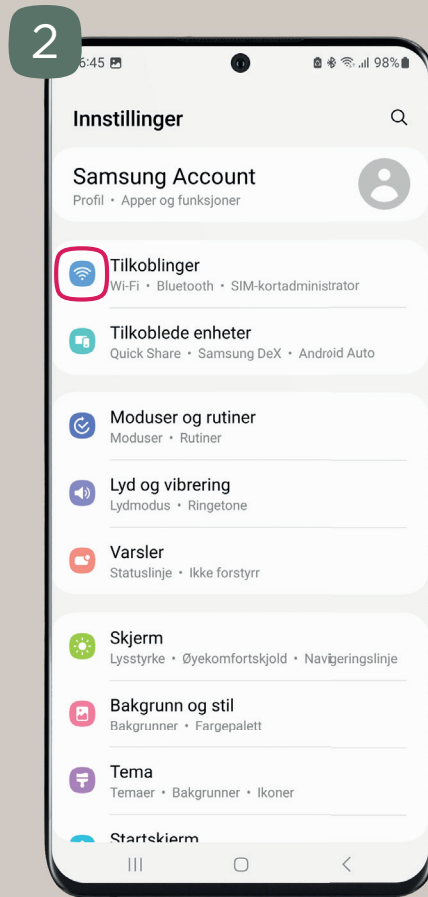 2
6:45 98%
Innstillinger
Samsung Account
Profil • Apper og funksjoner
Tilkoblinger
Wi-Fi • Bluetooth • SIM-kortadministrator
Tilkoblede enheter
Quick Share • Samsung DeX • Android Auto
Moduser og rutiner
Moduser • Rutiner
Lyd og vibrering
Lydmodus • Ringetone
Varsler
Statuslinje • Ikke forstyrr
Skjerm
Lysstyrke • Øyekomfortskjold • Navigeringslinje
Bakgrunn og stil
Bakgrunner • Fargepalett
Tema
Temaer • Bakgrunner • Ikoner
Startskjerm